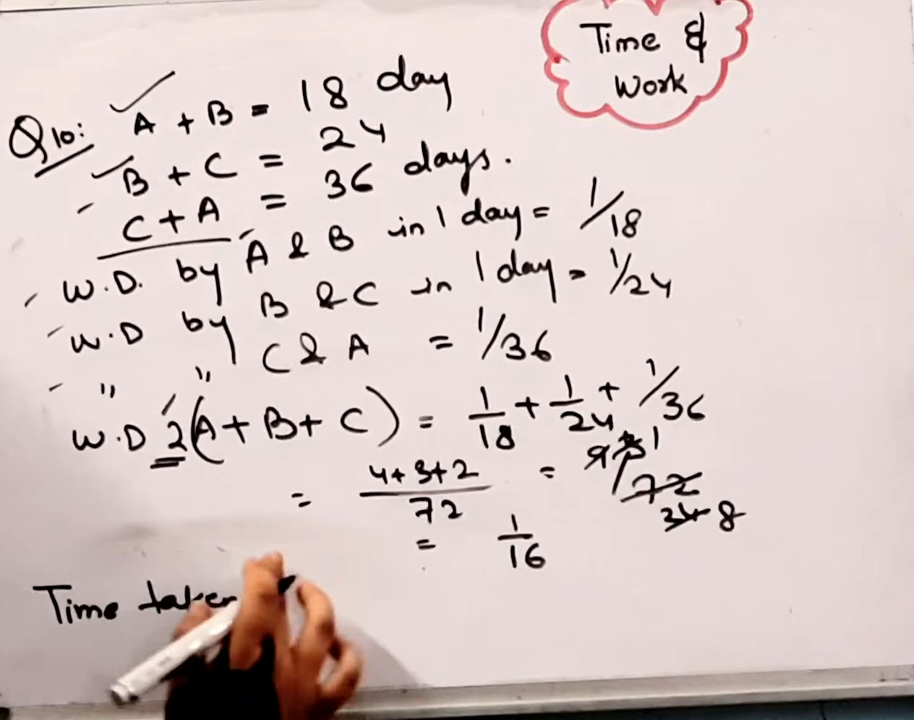 Time &
Work
Q10: A + B = 18 day
B + C = 24
C + A = 36 days.
W.D. by A & B in 1 day = 1/18
W.D by B & C in 1 day = 1/24
" " C & A = 1/36
W.D 2(A + B + C) = 1/18 + 1/24 + 1/36
= 4+3+2/72 = 9/72
= 1/16
Time taken